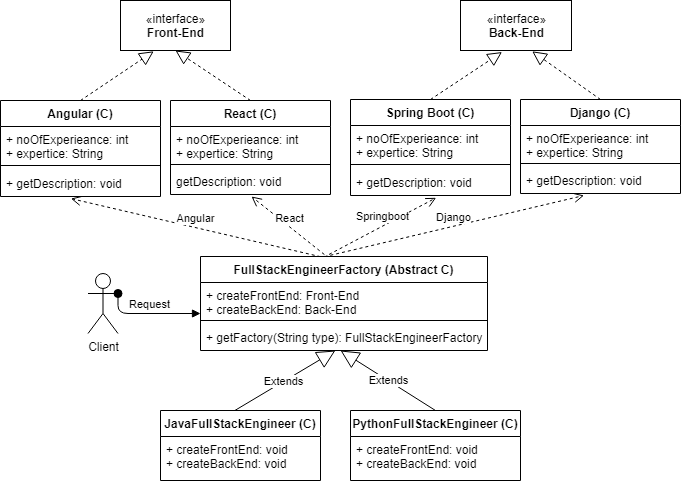 «interface»
Front-End
«interface»
Back-End
Angular (C)
+ noOfExperieance: int
+ expertice: String
+ getDescription: void
React (C)
+ noOfExperieance: int
+ expertice: String
getDescription: void
Spring Boot (C)
+ noOfExperieance: int
+ expertice: String
+ getDescription: void
Django (C)
+ noOfExperieance: int
+ expertice: String
+ getDescription: void
Angular
React
Springboot
Django
FullStackEngineerFactory (Abstract C)
+ createFrontEnd: Front-End
+ createBackEnd: Back-End
+ getFactory(String type): FullStackEngineerFactory
Request
Client
Extends
Extends
JavaFullStackEngineer (C)
+ createFrontEnd: void
+ createBackEnd: void
PythonFullStackEngineer (C)
+ createFrontEnd: void
+ createBackEnd: void